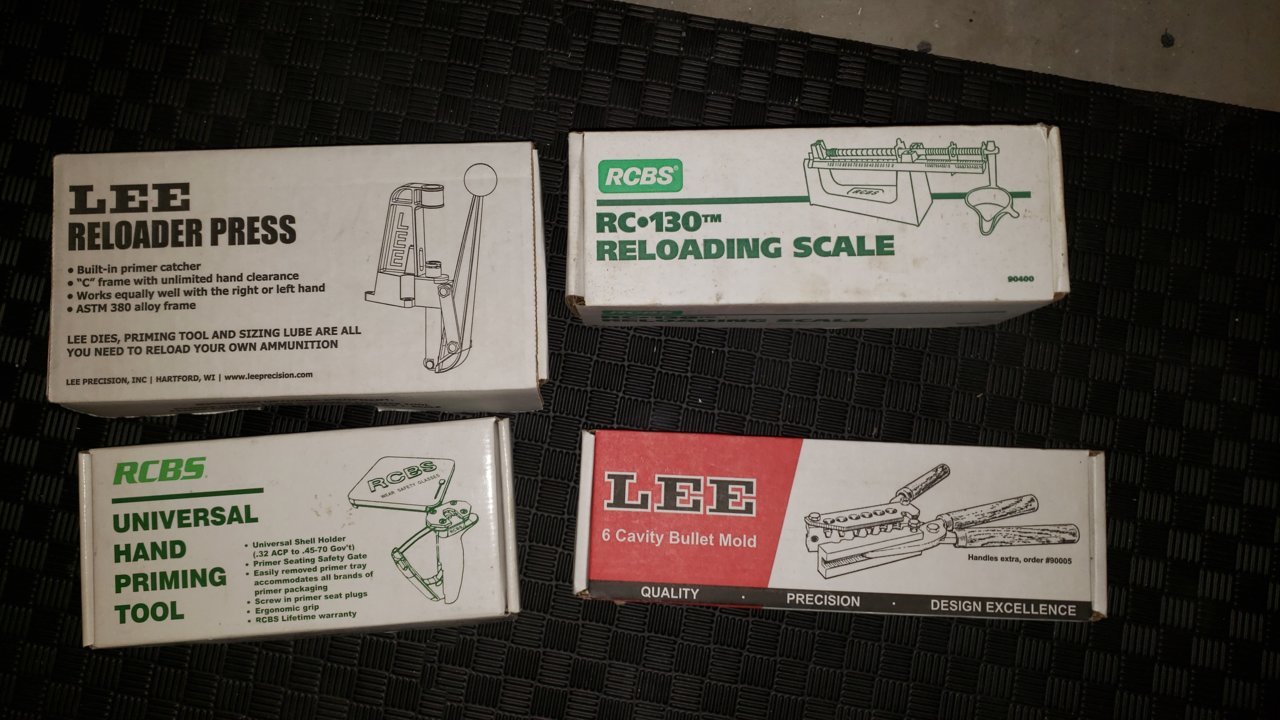 LEE
RELOADER PRESS
• Built-in primer catcher
• "C" frame with unlimited hand clearance
• Works equally well with the right or left hand
• ASTM 380 alloy frame
LEE DIES, PRIMING TOOL AND SIZING LUBE ARE ALL
YOU NEED TO RELOAD YOUR OWN AMMUNITION
LEE PRECISION, INC | HARTFORD, WI | www.leeprecision.com
LEE
RCBS®
RC•130™
RELOADING SCALE
RCBS
90400
RELOADING SCALE
RCBS
UNIVERSAL
HAND
PRIMING
TOOL
• Universal Shell Holder
(.32 ACP to .45-70 Gov't)
• Primer Seating Safety Gate
• Easily removed primer tray
accommodates all brands of
primer packaging
• Screw in primer seat plugs
• Ergonomic grip
• RCBS Lifetime warranty
RCBS
WEAR SAFETY GLASSES
LEE
6 Cavity Bullet Mold
Handles extra, order #90005
QUALITY · PRECISION · DESIGN EXCELLENCE